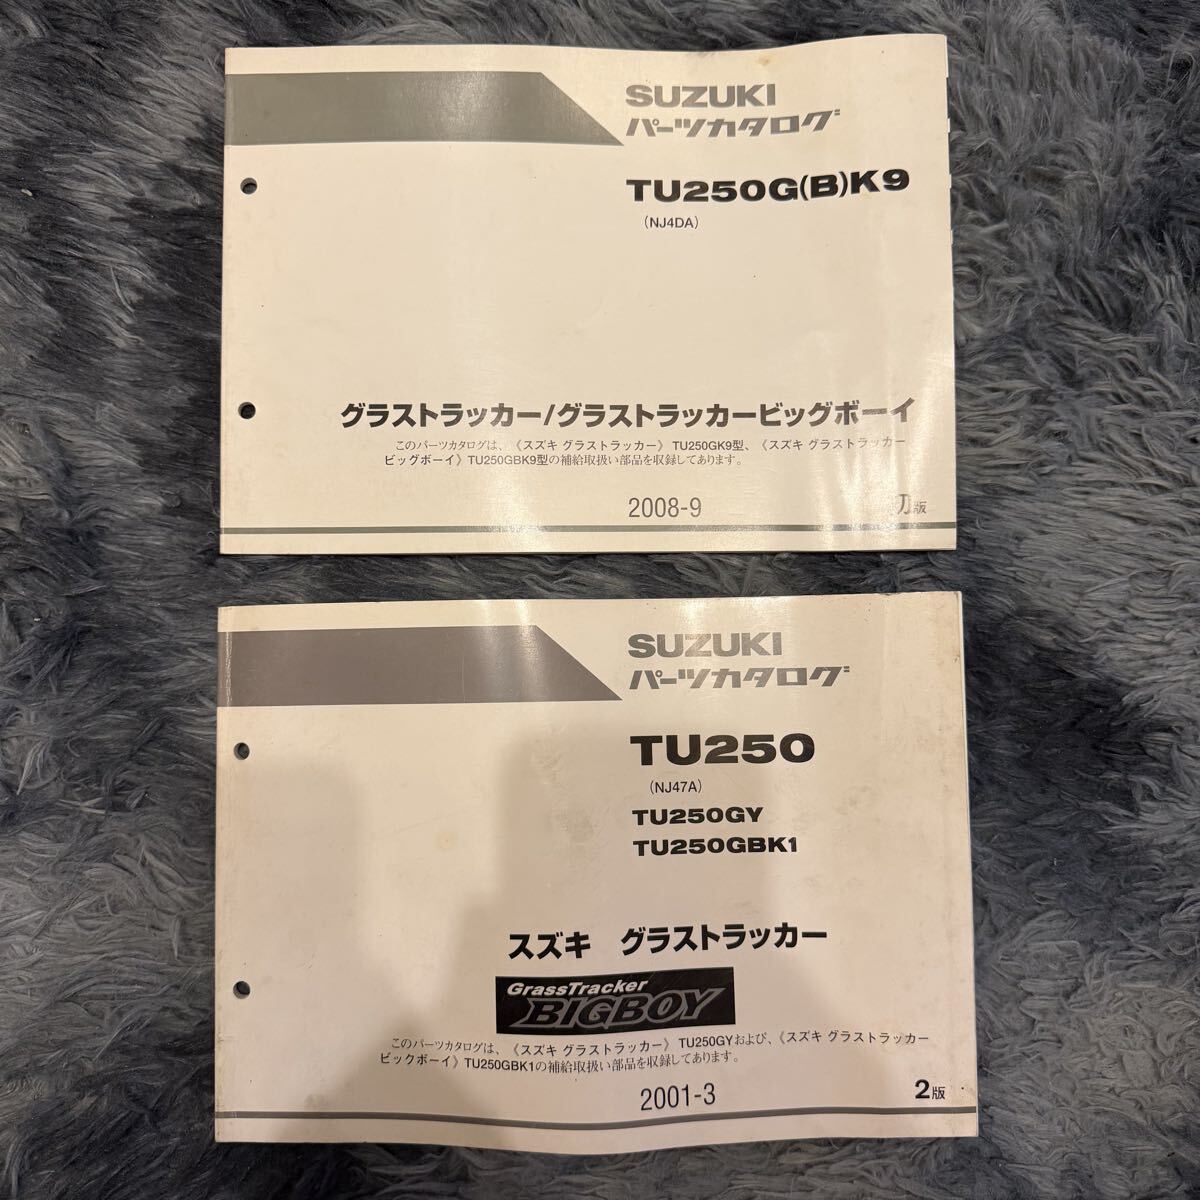 SUZUKI
パーツカタログ
TU250G(B)K9
(NJ4DA)
グラストラッカー/グラストラッカービッグボーイ
このパーツカタログは、《スズキ グラストラッカー》 TU250GK9型、《スズキ グラストラッカー
ビッグボーイ》TU250GBK9型の補給取扱い部品を収録してあります。
2008-9
初版
SUZUKI
パーツカタログ
TU250
(NJ47A)
TU250GY
TU250GBK1
スズキ グラストラッカー
GrassTracker
BIGBOY
このパーツカタログは、《スズキ グラストラッカー》 TU250GYおよび、《スズキ グラストラッカー
ビックボーイ》TU250GBK1の補給取扱い部品を収録してあります。
2001-3
2版